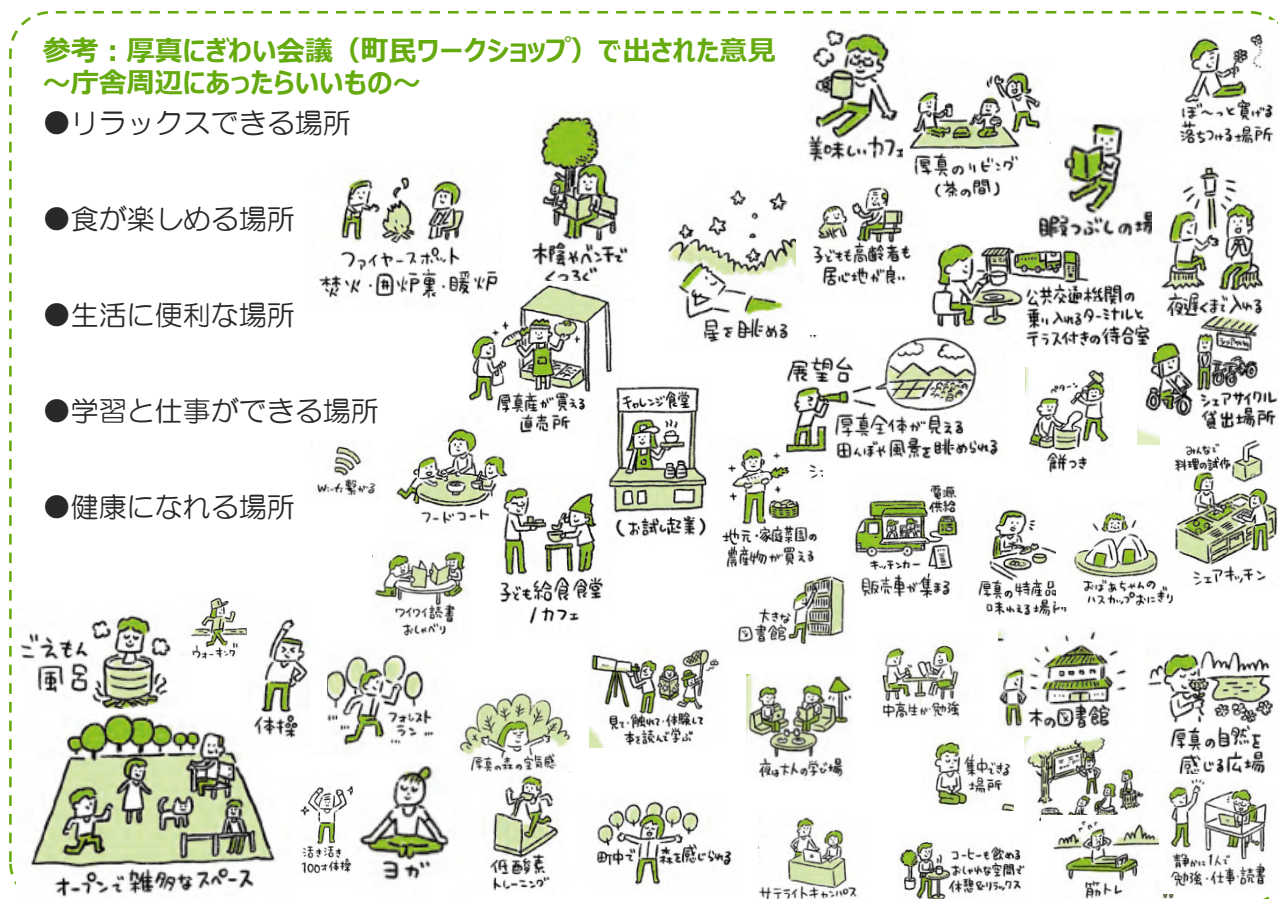 参考：厚真にぎわい会議（町民ワークショップ）で出された意見
～庁舎周辺にあったらいいもの～
●リラックスできる場所
●食が楽しめる場所
●生活に便利な場所
●学習と仕事ができる場所
●健康になれる場所
美味しいカフェ
厚真のリビング
(茶の間)
ぼ～っと寛げる
落ちつける場所
暇つぶしの場
ファイヤースポット
焚火・囲炉裏・暖炉
木陰やベンチで
くつろぐ
星を眺める
子どもも高齢者も
居心地が良い
公共交通機関の
乗り入れるターミナルと
テラス付きの待合室
夜遅くまで入れる
厚真産が買える
直売所
チャレンジ食堂
(お試し起業)
展望台
厚真全体が見える
田んぼや風景を眺められる
ペターン
餅つき
シェアサイクル
貸出場所
Wi-Fi繋がる
フードコート
子ども給食食堂
/カフェ
地元・家庭菜園の
農産物が買える
電源
供給
キッチンカー
販売車が集まる
厚真の特産品
味わえる場所
おばあちゃんの
ハスカップおにぎり
みんなで
料理の試作
シェアキッチン
ワイワイ読書
おしゃべり
大きな
図書館
ごえもん
風呂
ウォーキング
体操
フォレスト
ラン
厚真の森の空気感
見て・触れて・体験して
本を読んで学ぶ
夜は大人の学び場
中高生が勉強
木の図書館
厚真の自然を
感じる広場
集中できる
場所
オープンで雑多なスペース
活き活き
100才体操
ヨガ
低酸素
トレーニング
町中で森を感じられる
サテライトキャンパス
コーヒーも飲める
おしゃれな空間で
休憩&リラックス
筋トレ
静かに1人で
勉強・仕事・読書